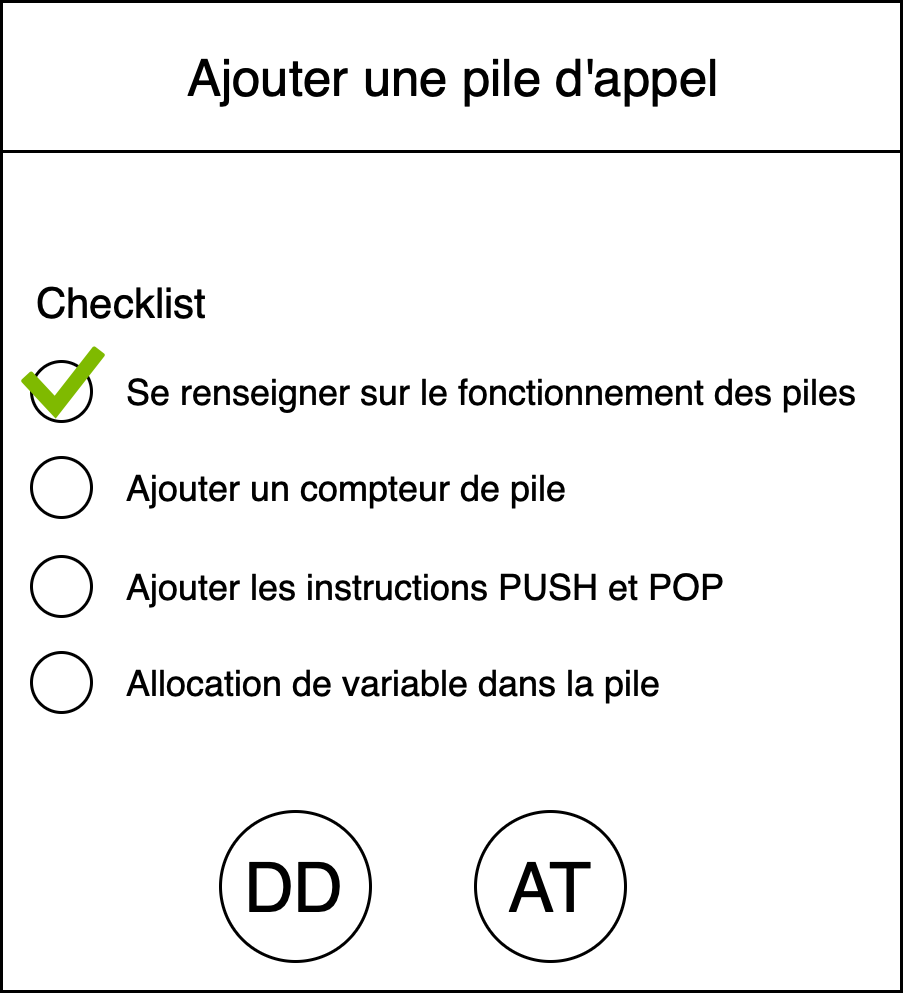 Ajouter une pile d'appel
Checklist
Se renseigner sur le fonctionnement des piles
Ajouter un compteur de pile
Ajouter les instructions PUSH et POP
Allocation de variable dans la pile
DD AT